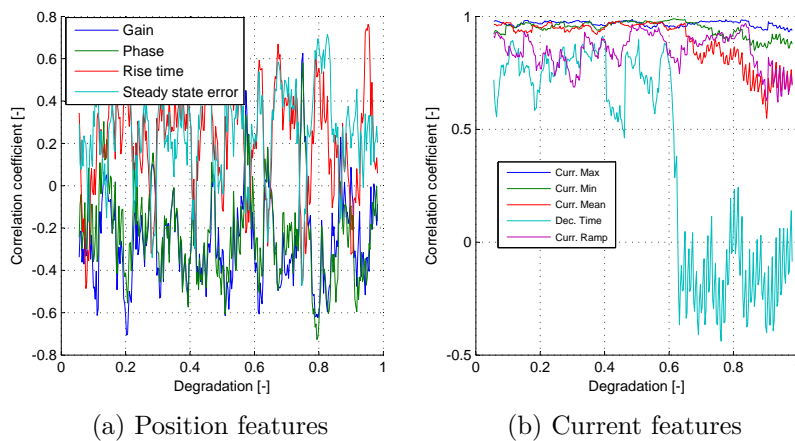 Gain
Phase
Rise time
Steady state error
0.8
0.6
0.4
0.2
0
-0.2
-0.4
-0.6
-0.8
Correlation coefficient [-]
0
0.2
0.4
0.6
0.8
1
Degradation [-]
(a) Position features
1
0.5
0
-0.5
Correlation coefficient [-]
Curr. Max
Curr. Min
Curr. Mean
Dec. Time
Curr. Ramp
0
0.2
0.4
0.6
0.8
Degradation [-]
(b) Current features